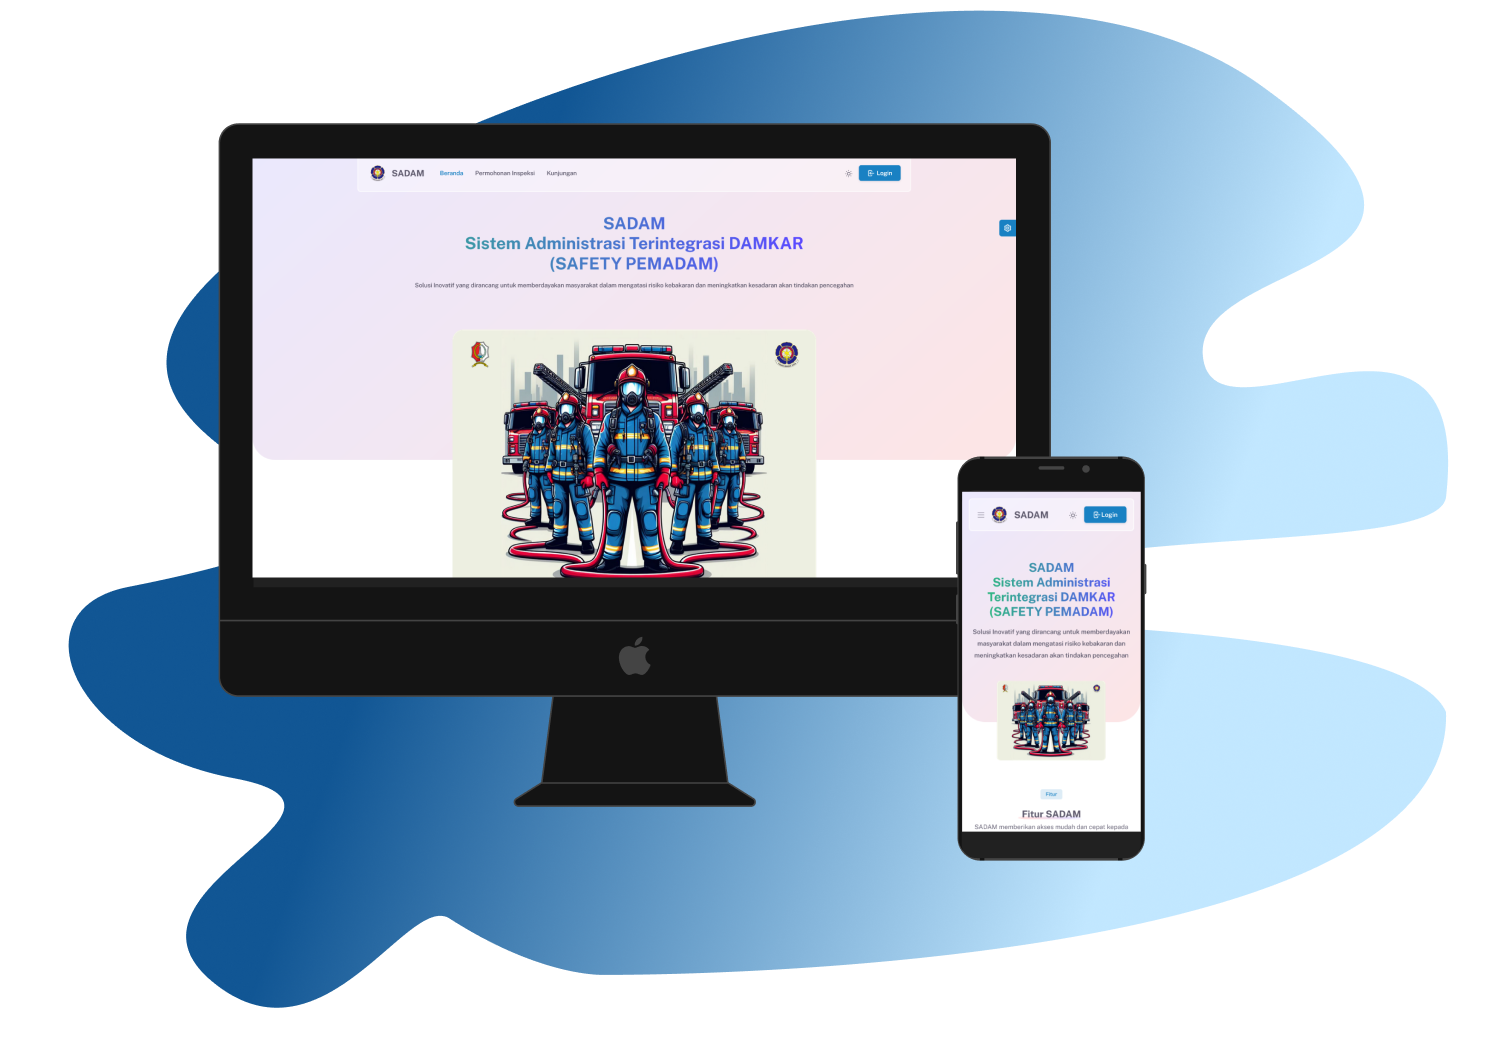 SADAM
Beranda
Permohonan Inspeksi
Kunjungan
Login
SADAM
Sistem Administrasi Terintegrasi DAMKAR
(SAFETY PEMADAM)
Solusi Inovatif yang dirancang untuk memberdayakan masyarakat dalam mengatasi risiko kebakaran dan meningkatkan kesadaran akan tindakan pencegahan
SADAM
Login
SADAM
Sistem Administrasi
Terintegrasi DAMKAR
(SAFETY PEMADAM)
Solusi Inovatif yang dirancang untuk memberdayakan
masyarakat dalam mengatasi risiko kebakaran dan
meningkatkan kesadaran akan tindakan pencegahan
Fitur
Fitur SADAM
SADAM memberikan akses mudah dan cepat kepada